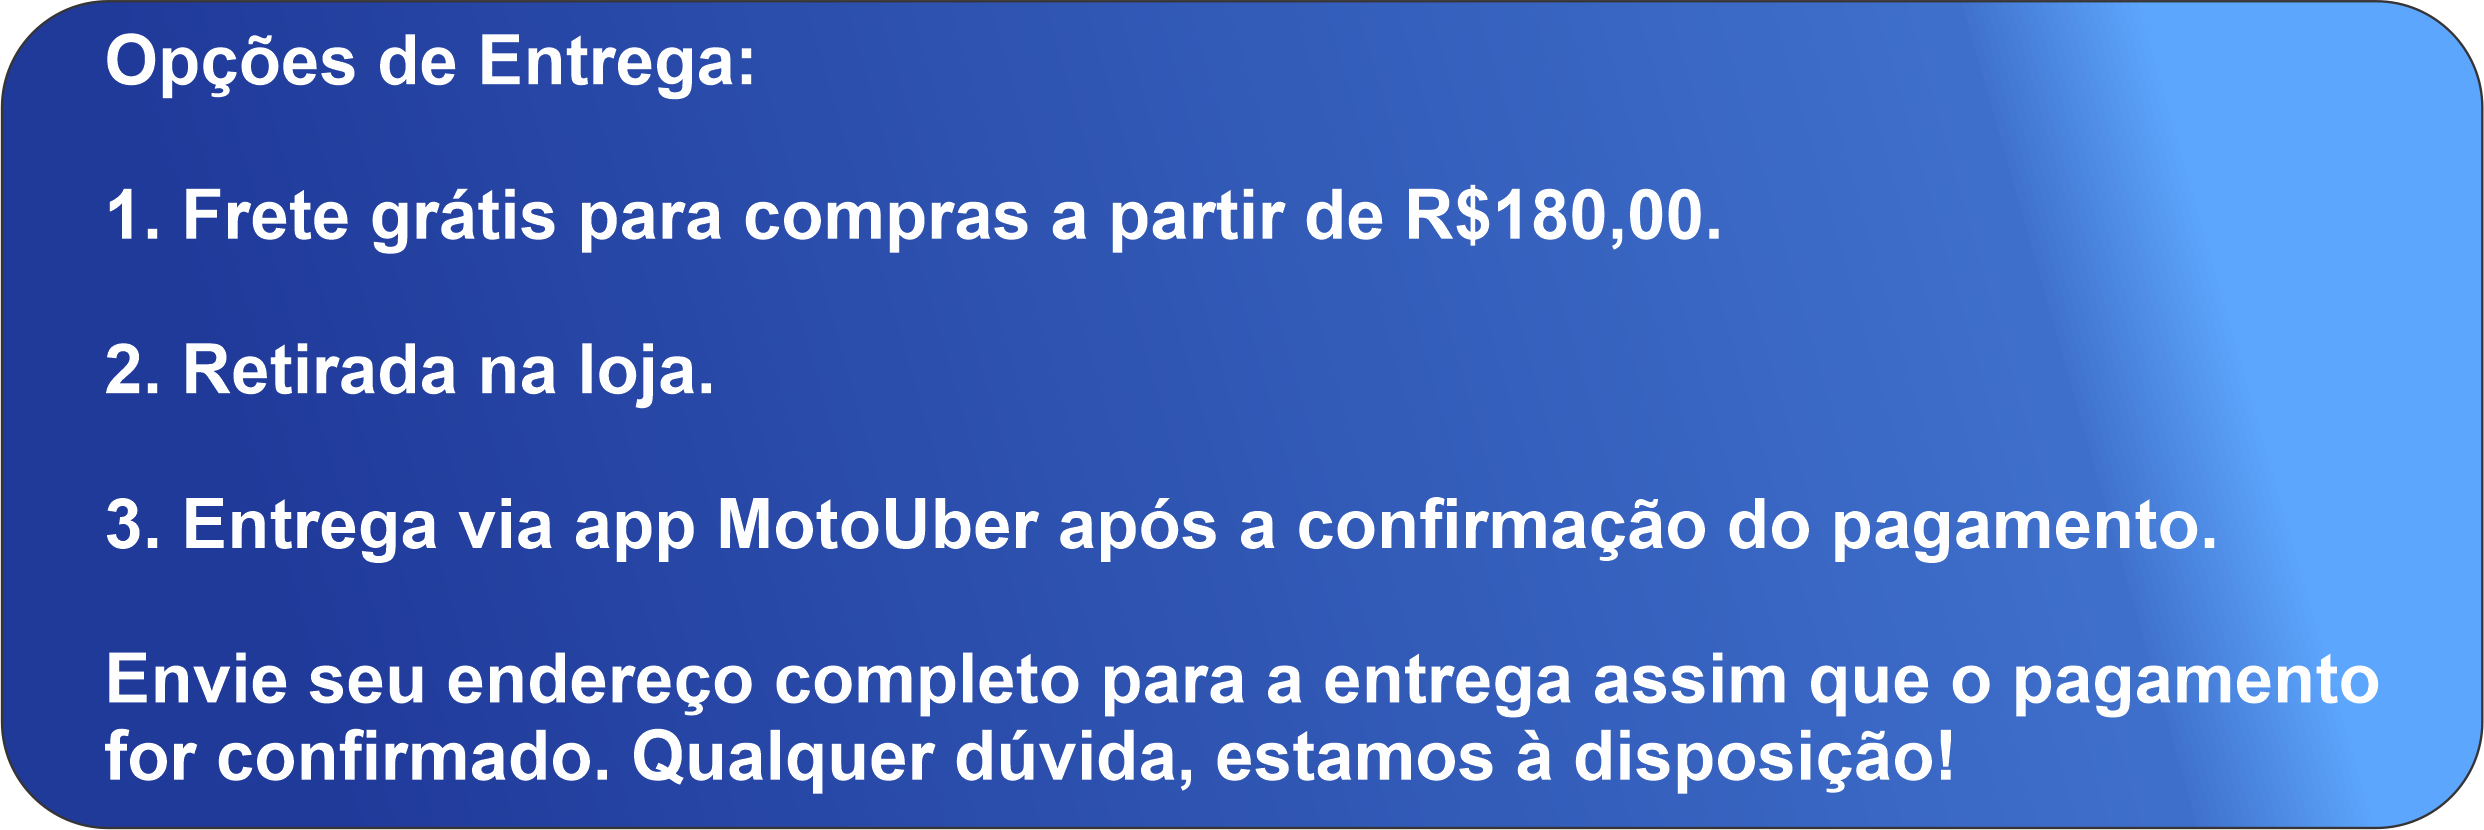 Opções de Entrega:
1. Frete grátis para compras a partir de R$180,00.
2. Retirada na loja.
3. Entrega via app MotoUber após a confirmação do pagamento.
Envie seu endereço completo para a entrega assim que o pagamento
for confirmado. Qualquer dúvida, estamos à disposição!